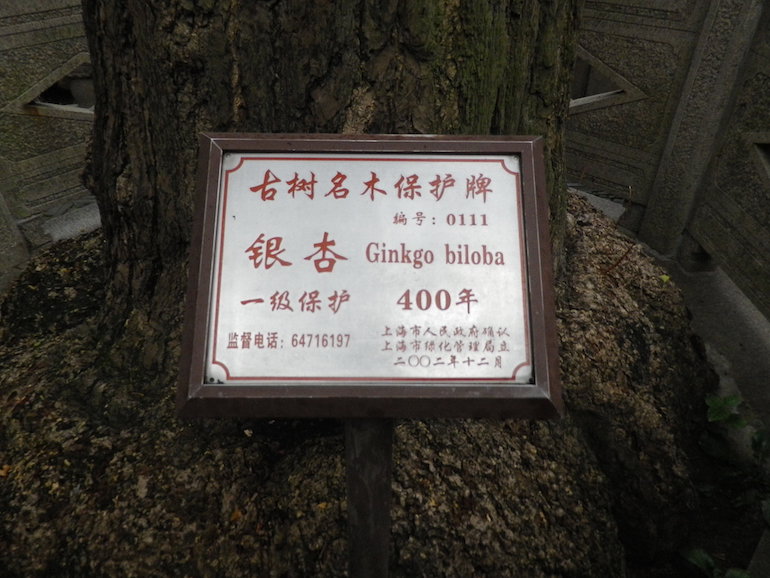 古树名木保护牌
编号：0111
银杏 Ginkgo biloba
一级保护 400年
监督电话：64716197
上海市人民政府确认
上海市绿化管理局立
二〇〇二年十二月